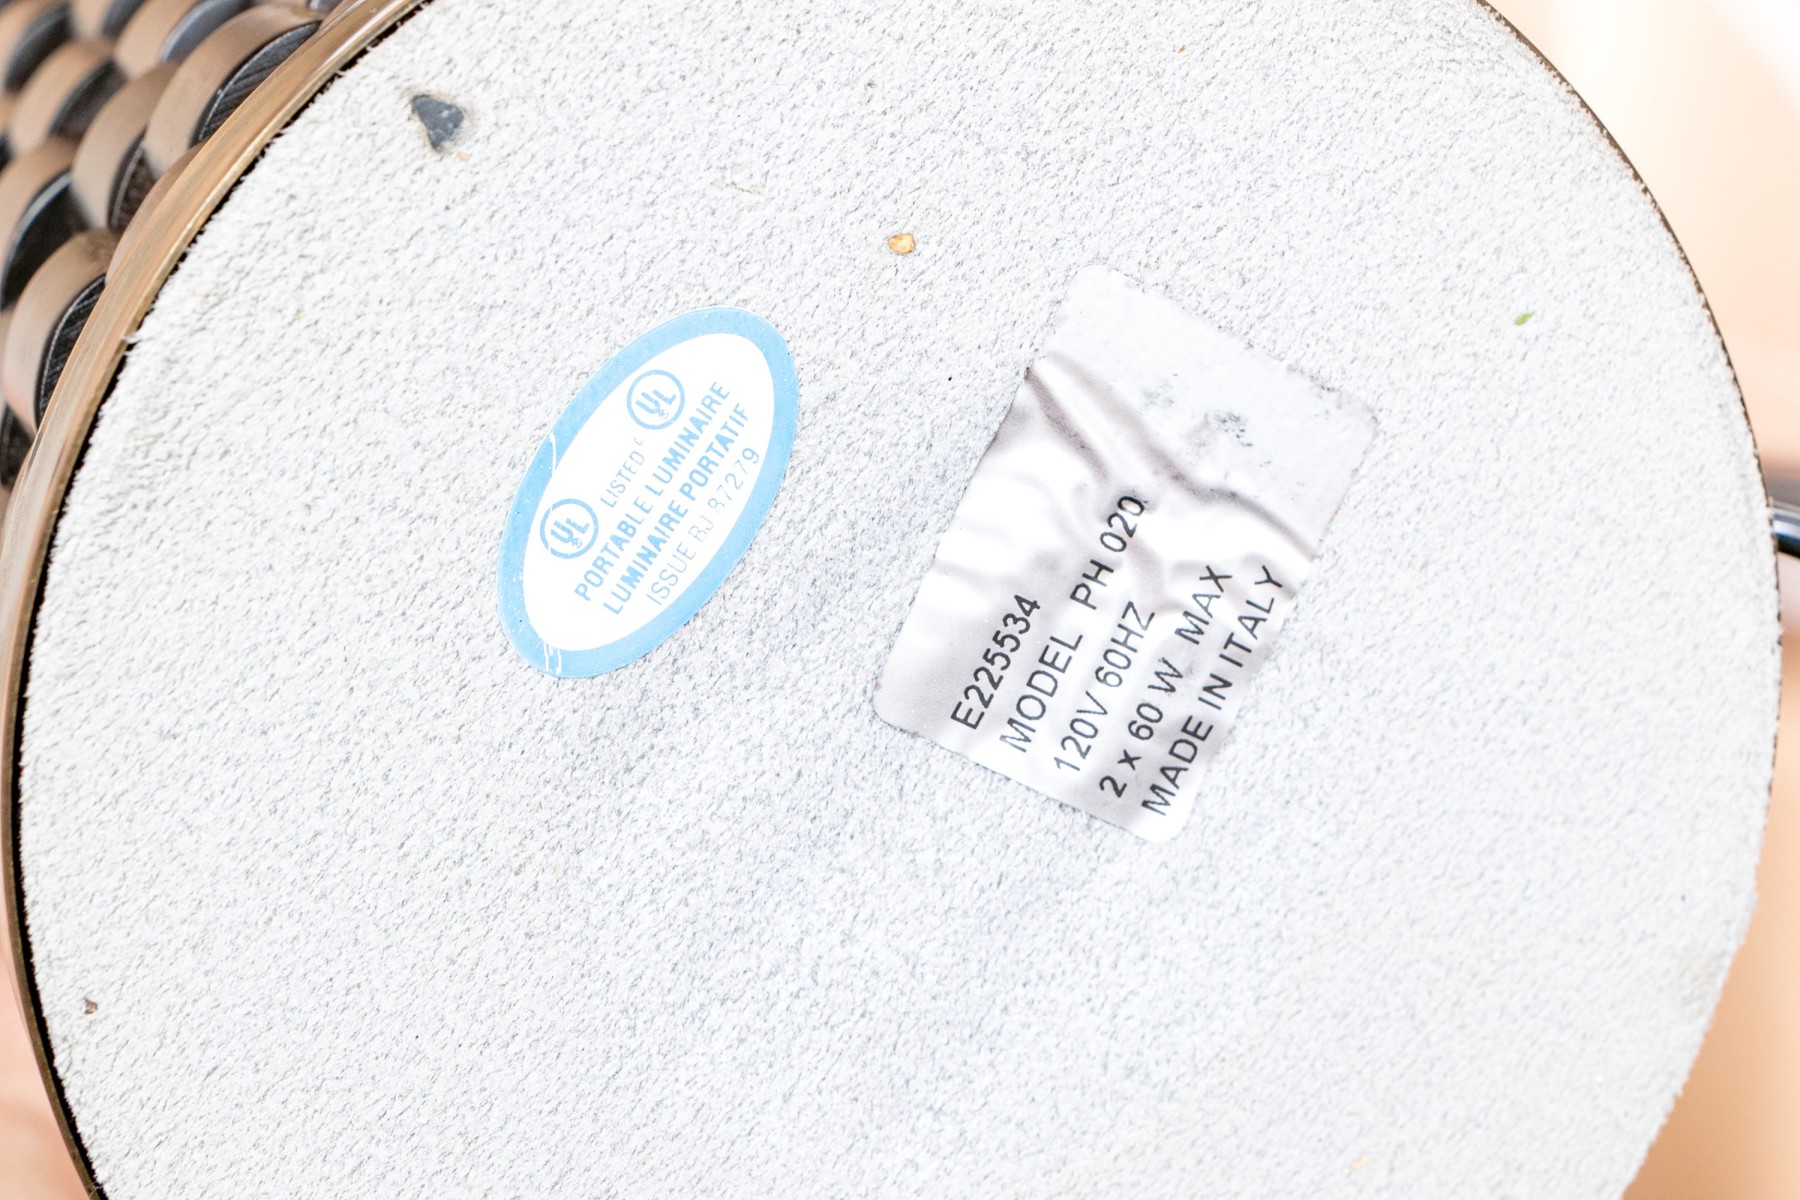 UL LISTED C UL
PORTABLE LUMINAIRE
LUMINAIRE PORTATIF
ISSUE RJ 87279
E225534
MODEL PH 020
120V 60HZ
2 x 60 W MAX
MADE IN ITALY